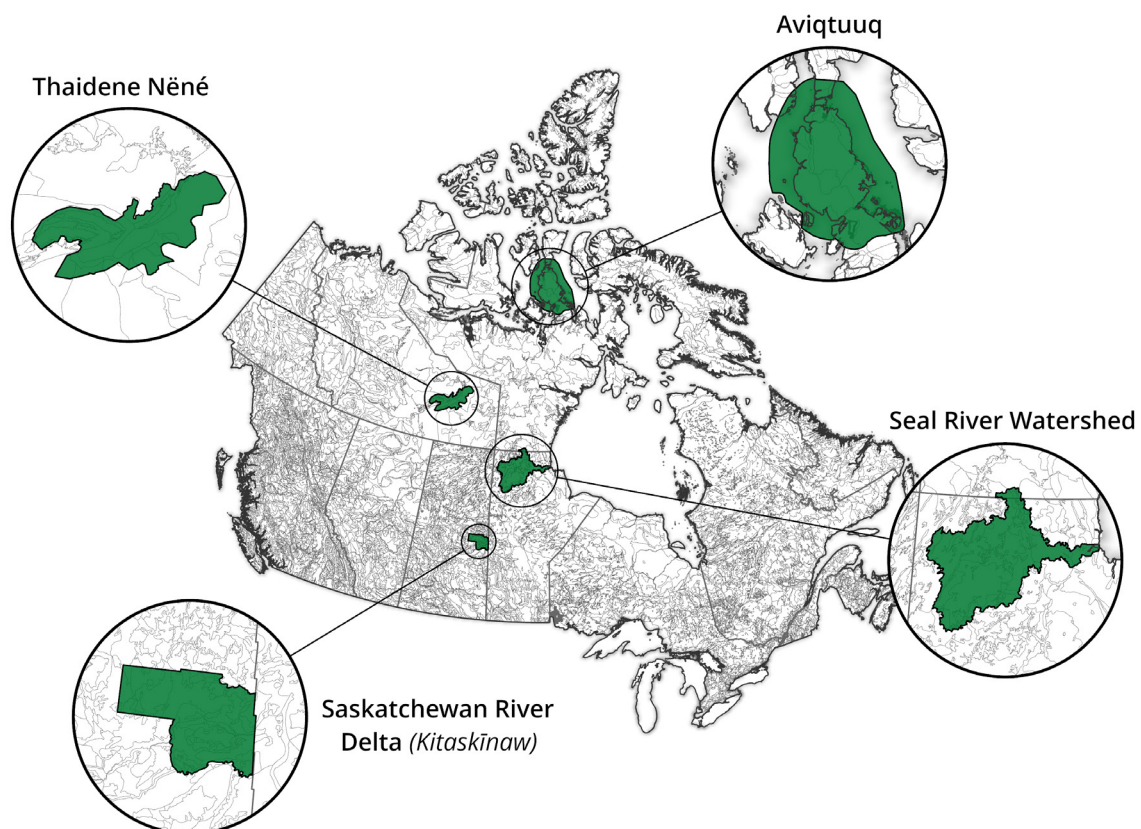 Aviqtuuq
Thaidene Nëné
Seal River Watershed
Saskatchewan River
Delta (Kitaskīnaw)